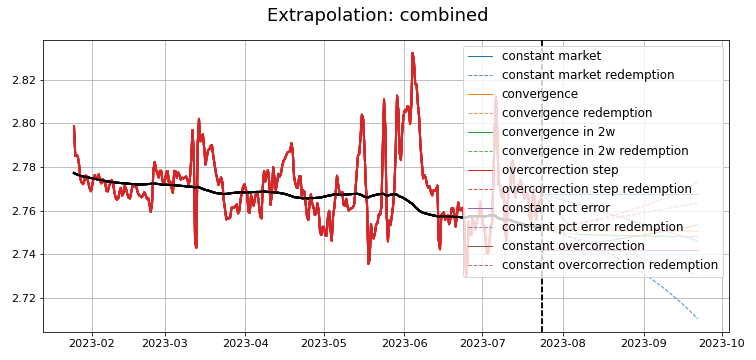 Extrapolation: combined
constant market
constant market redemption
convergence
convergence redemption
convergence in 2w
convergence in 2w redemption
overcorrection step
overcorrection step redemption
constant pct error
constant pct error redemption
constant overcorrection
constant overcorrection redemption
2.82
2.80
2.78
2.76
2.74
2.72
2023-02 2023-03 2023-04 2023-05 2023-06 2023-07 2023-08 2023-09 2023-10